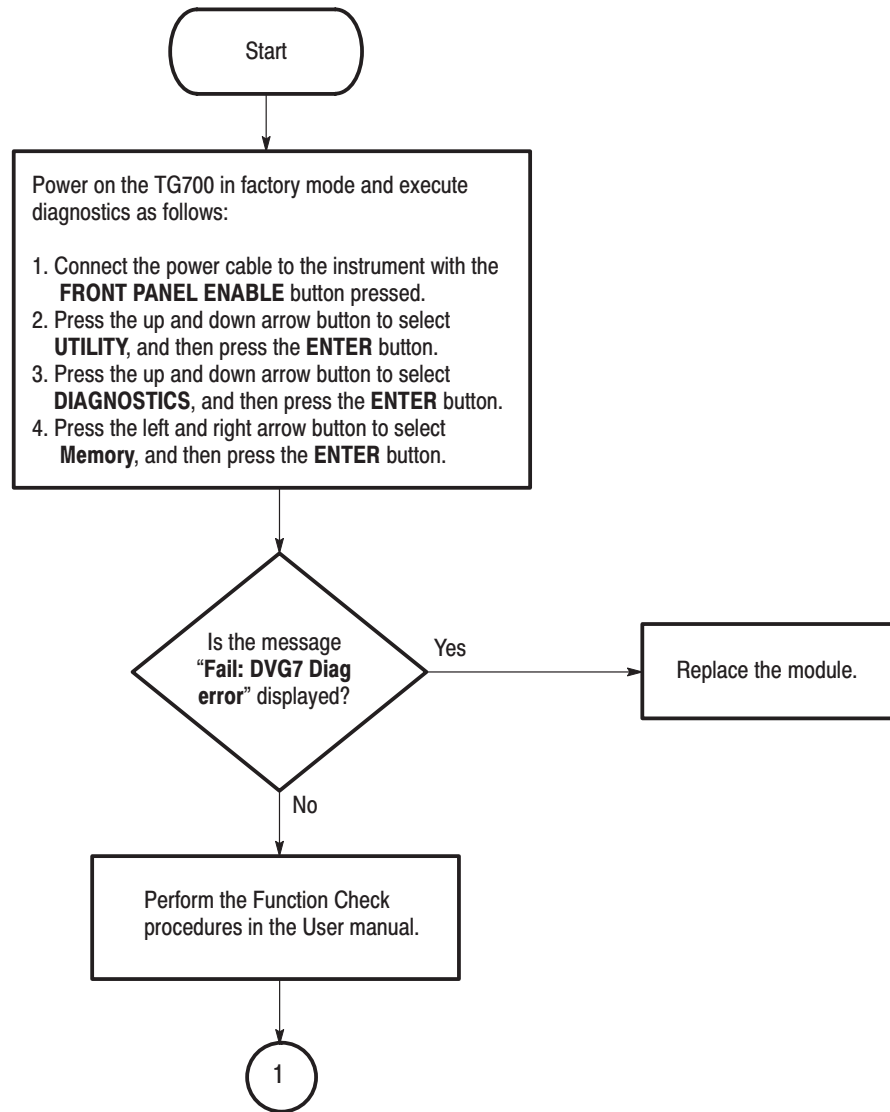 Start
Power on the TG700 in factory mode and execute
diagnostics as follows:
1. Connect the power cable to the instrument with the
FRONT PANEL ENABLE button pressed.
2. Press the up and down arrow button to select
UTILITY, and then press the ENTER button.
3. Press the up and down arrow button to select
DIAGNOSTICS, and then press the ENTER button.
4. Press the left and right arrow button to select
Memory, and then press the ENTER button.
Is the message
“Fail: DVG7 Diag
error” displayed?
Yes
Replace the module.
No
Perform the Function Check
procedures in the User manual.
1